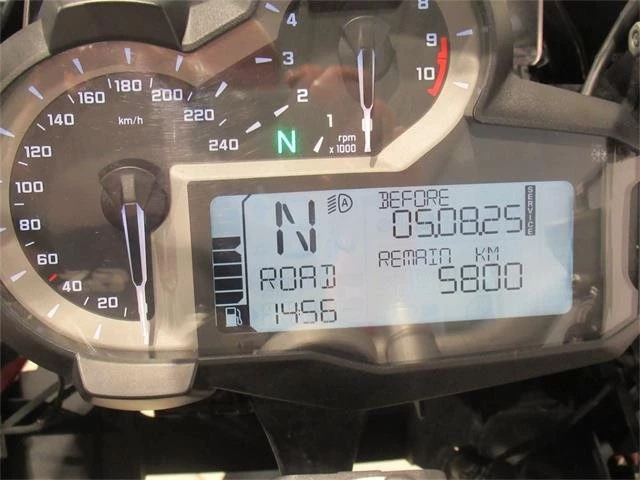 4 8
3 9
160 180 200 10
140 km/h 220 2
120 240 N 1 rpm
x 1000
100
80
60
40
20
N A BEFORE
05.08.25 SERVICE
REMAIN KM
ROAD 5800
1456